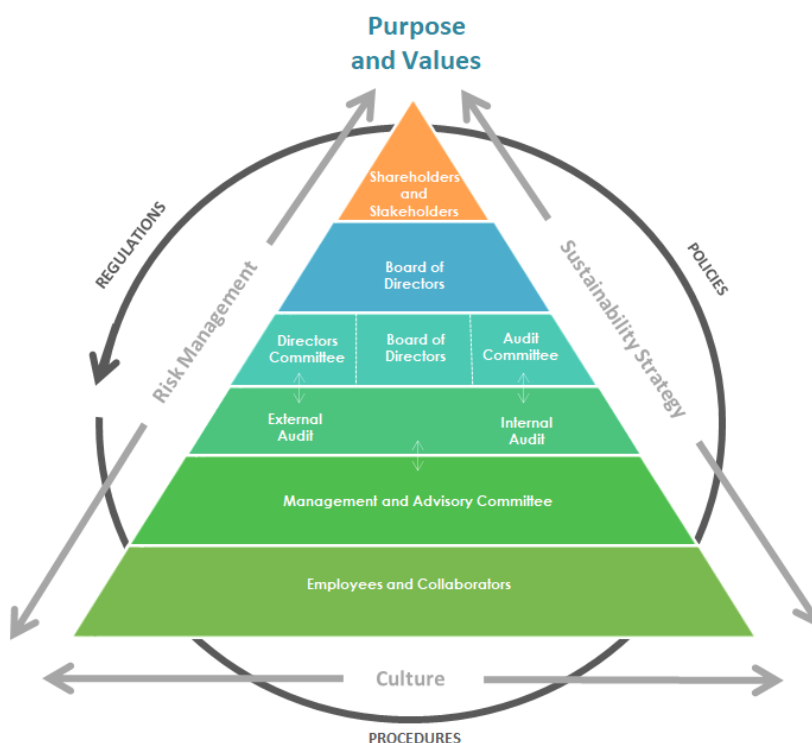 Purpose
and Values
Shareholders
and
Stakeholders
REGULATIONS
POLICIES
Risk Management
Sustainability Strategy
Board of
Directors
Directors
Committee
Board of
Directors
Audit
Committee
External
Audit
Internal
Audit
Management and Advisory Committee
Employees and Collaborators
Culture
PROCEDURES